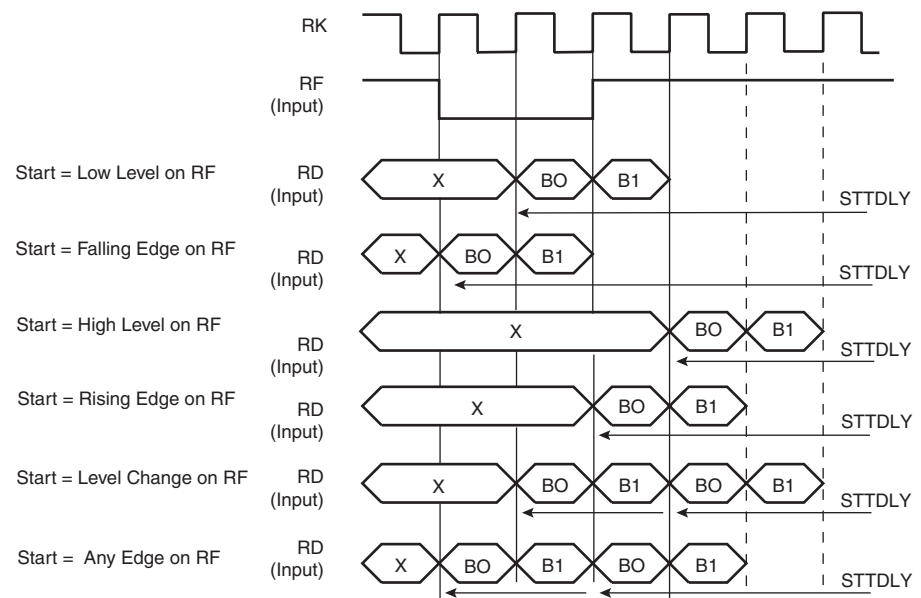 RK
RF
(Input)
Start = Low Level on RF
RD
(Input)
X
BO
B1
STTDLY
Start = Falling Edge on RF
RD
(Input)
X
BO
B1
STTDLY
Start = High Level on RF
RD
(Input)
X
BO
B1
STTDLY
Start = Rising Edge on RF
RD
(Input)
X
BO
B1
STTDLY
Start = Level Change on RF
RD
(Input)
X
BO
B1
BO
B1
STTDLY
Start = Any Edge on RF
RD
(Input)
X
BO
B1
BO
B1
STTDLY